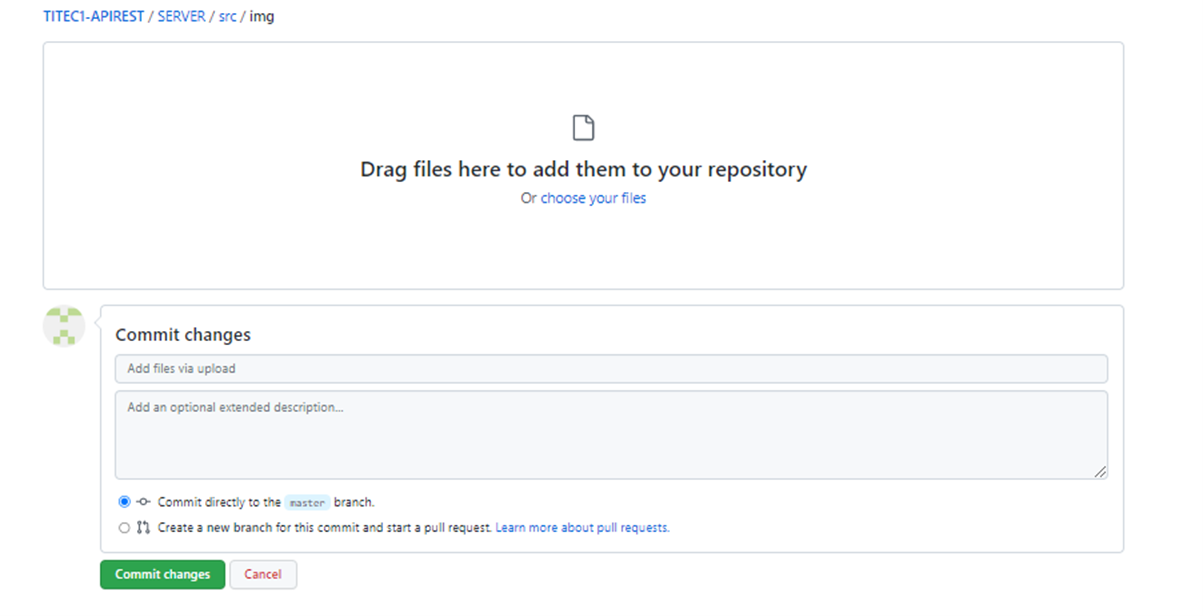 TITEC1-APIREST / SERVER / src / img
Drag files here to add them to your repository
Or choose your files
Commit changes
Add files via upload
Add an optional extended description...
Commit directly to the master branch.
Create a new branch for this commit and start a pull request. Learn more about pull requests.
Commit changes Cancel